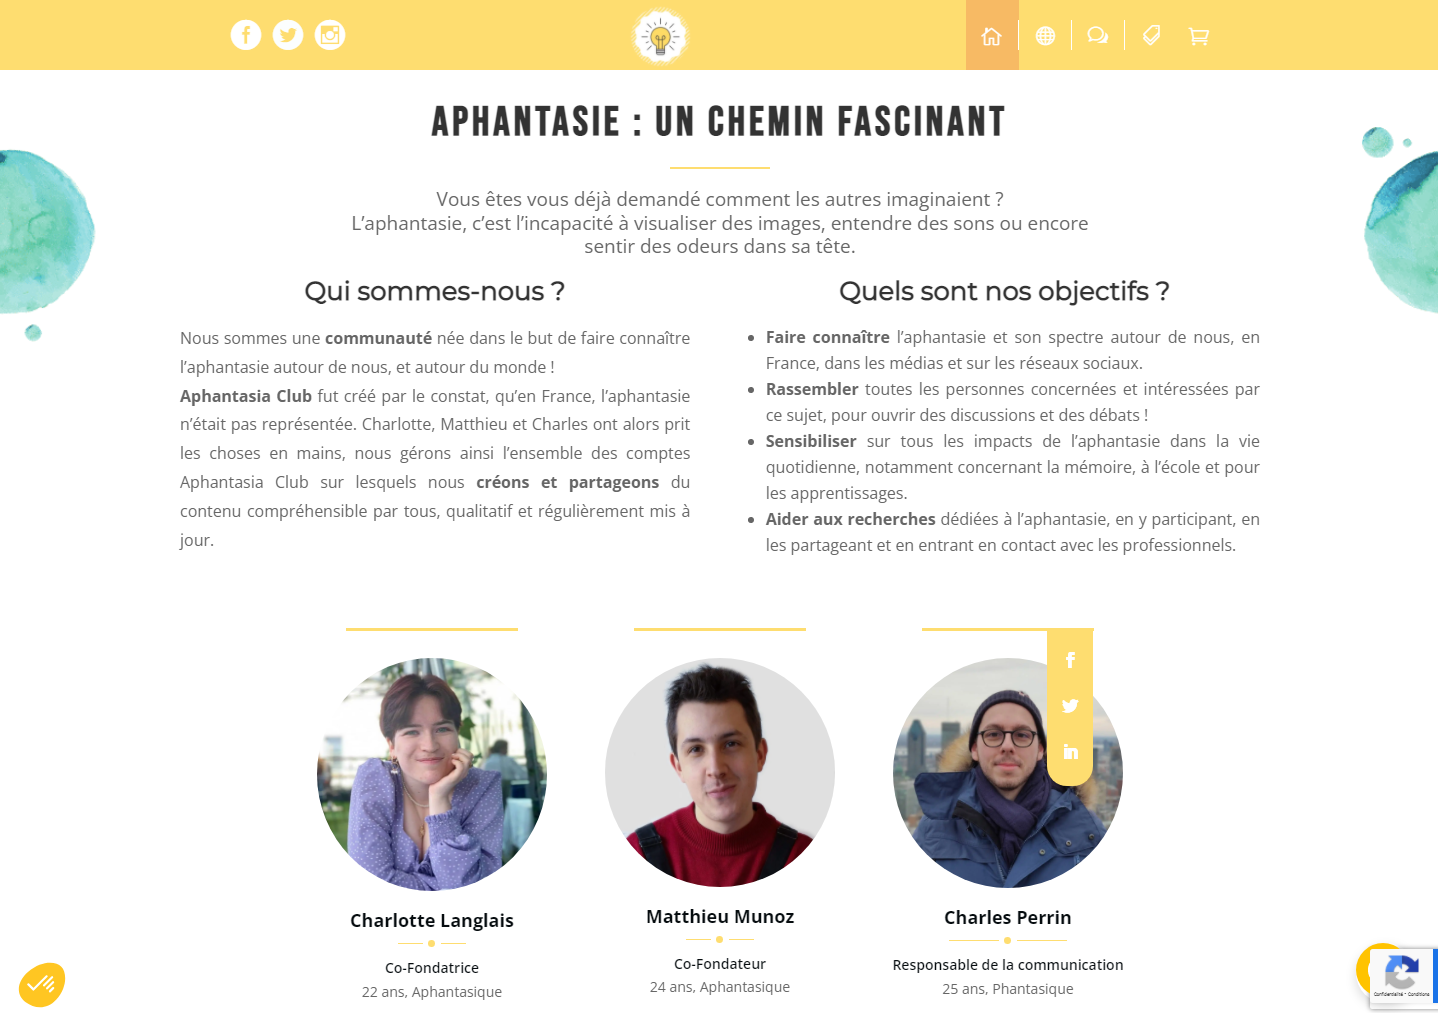 APHANTASIE : UN CHEMIN FASCINANT
Vous êtes vous déjà demandé comment les autres imaginaient ?
L’aphantasie, c’est l’incapacité à visualiser des images, entendre des sons ou encore
sentir des odeurs dans sa tête.
Qui sommes-nous ?
Nous sommes une communauté née dans le but de faire connaître
l’aphantasie autour de nous, et autour du monde !
Aphantasia Club fut créé par le constat, qu’en France, l’aphantasie
n’était pas représentée. Charlotte, Matthieu et Charles ont alors prit
les choses en mains, nous gérons ainsi l’ensemble des comptes
Aphantasia Club sur lesquels nous créons et partageons du
contenu compréhensible par tous, qualitatif et régulièrement mis à
jour.
Quels sont nos objectifs ?
Faire connaître l’aphantasie et son spectre autour de nous, en
France, dans les médias et sur les réseaux sociaux.
Rassembler toutes les personnes concernées et intéressées par
ce sujet, pour ouvrir des discussions et des débats !
Sensibiliser sur tous les impacts de l’aphantasie dans la vie
quotidienne, notamment concernant la mémoire, à l’école et pour
les apprentissages.
Aider aux recherches dédiées à l’aphantasie, en y participant, en
les partageant et en entrant en contact avec les professionnels.
Charlotte Langlais
Co-Fondatrice
22 ans, Aphantasique
Matthieu Munoz
Co-Fondateur
24 ans, Aphantasique
Charles Perrin
Responsable de la communication
25 ans, Phantasique
Confidentialité - Conditions